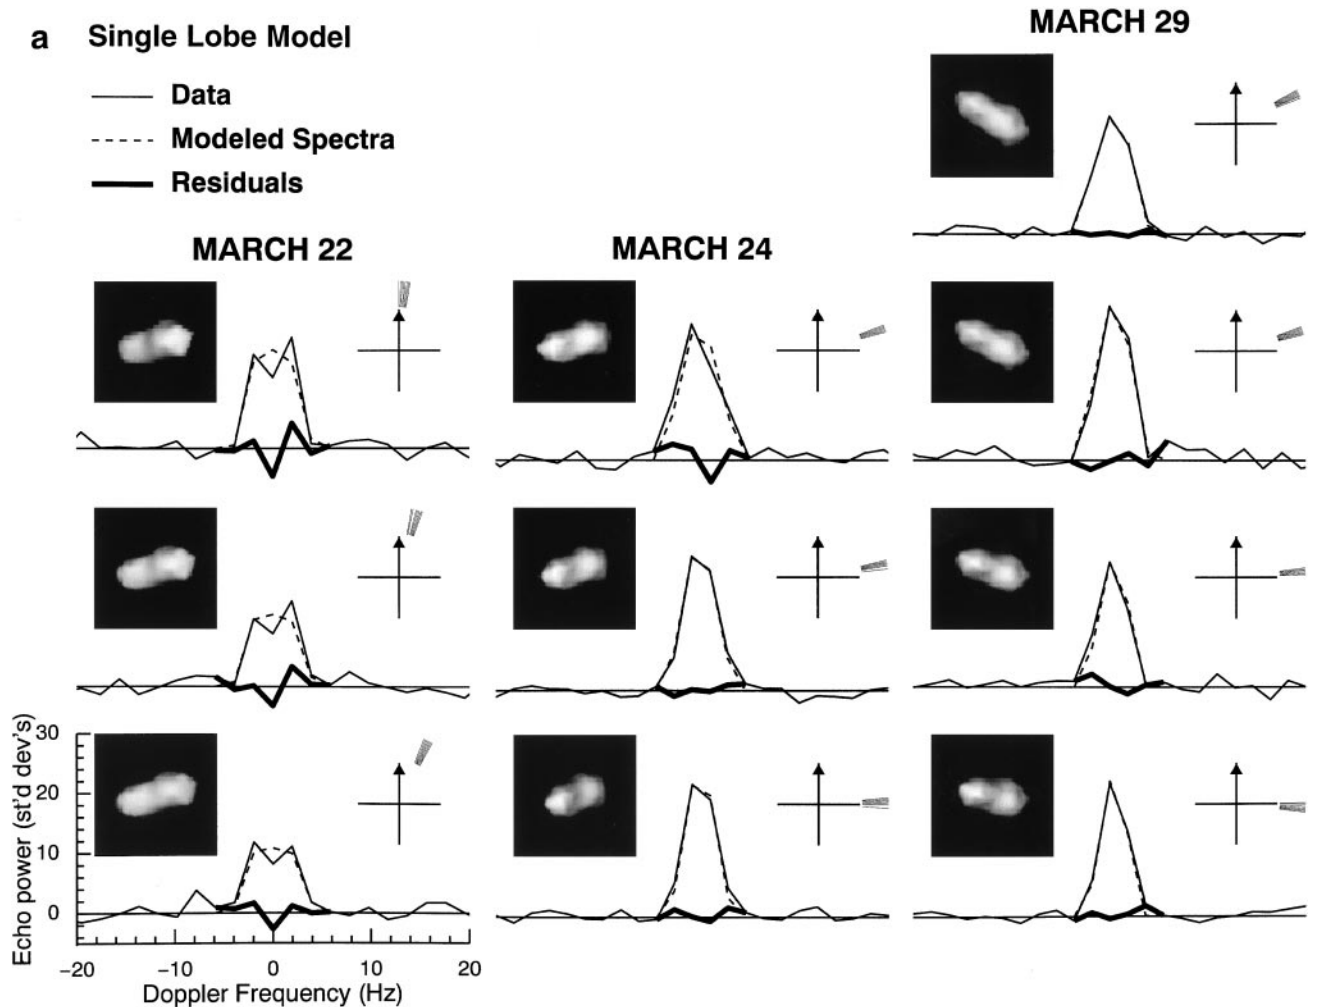 a Single Lobe Model
Data
Modeled Spectra
Residuals
MARCH 29
MARCH 22
MARCH 24
Echo power (st'd dev's)
30
20
10
0
−20 −10 0 10 20
Doppler Frequency (Hz)